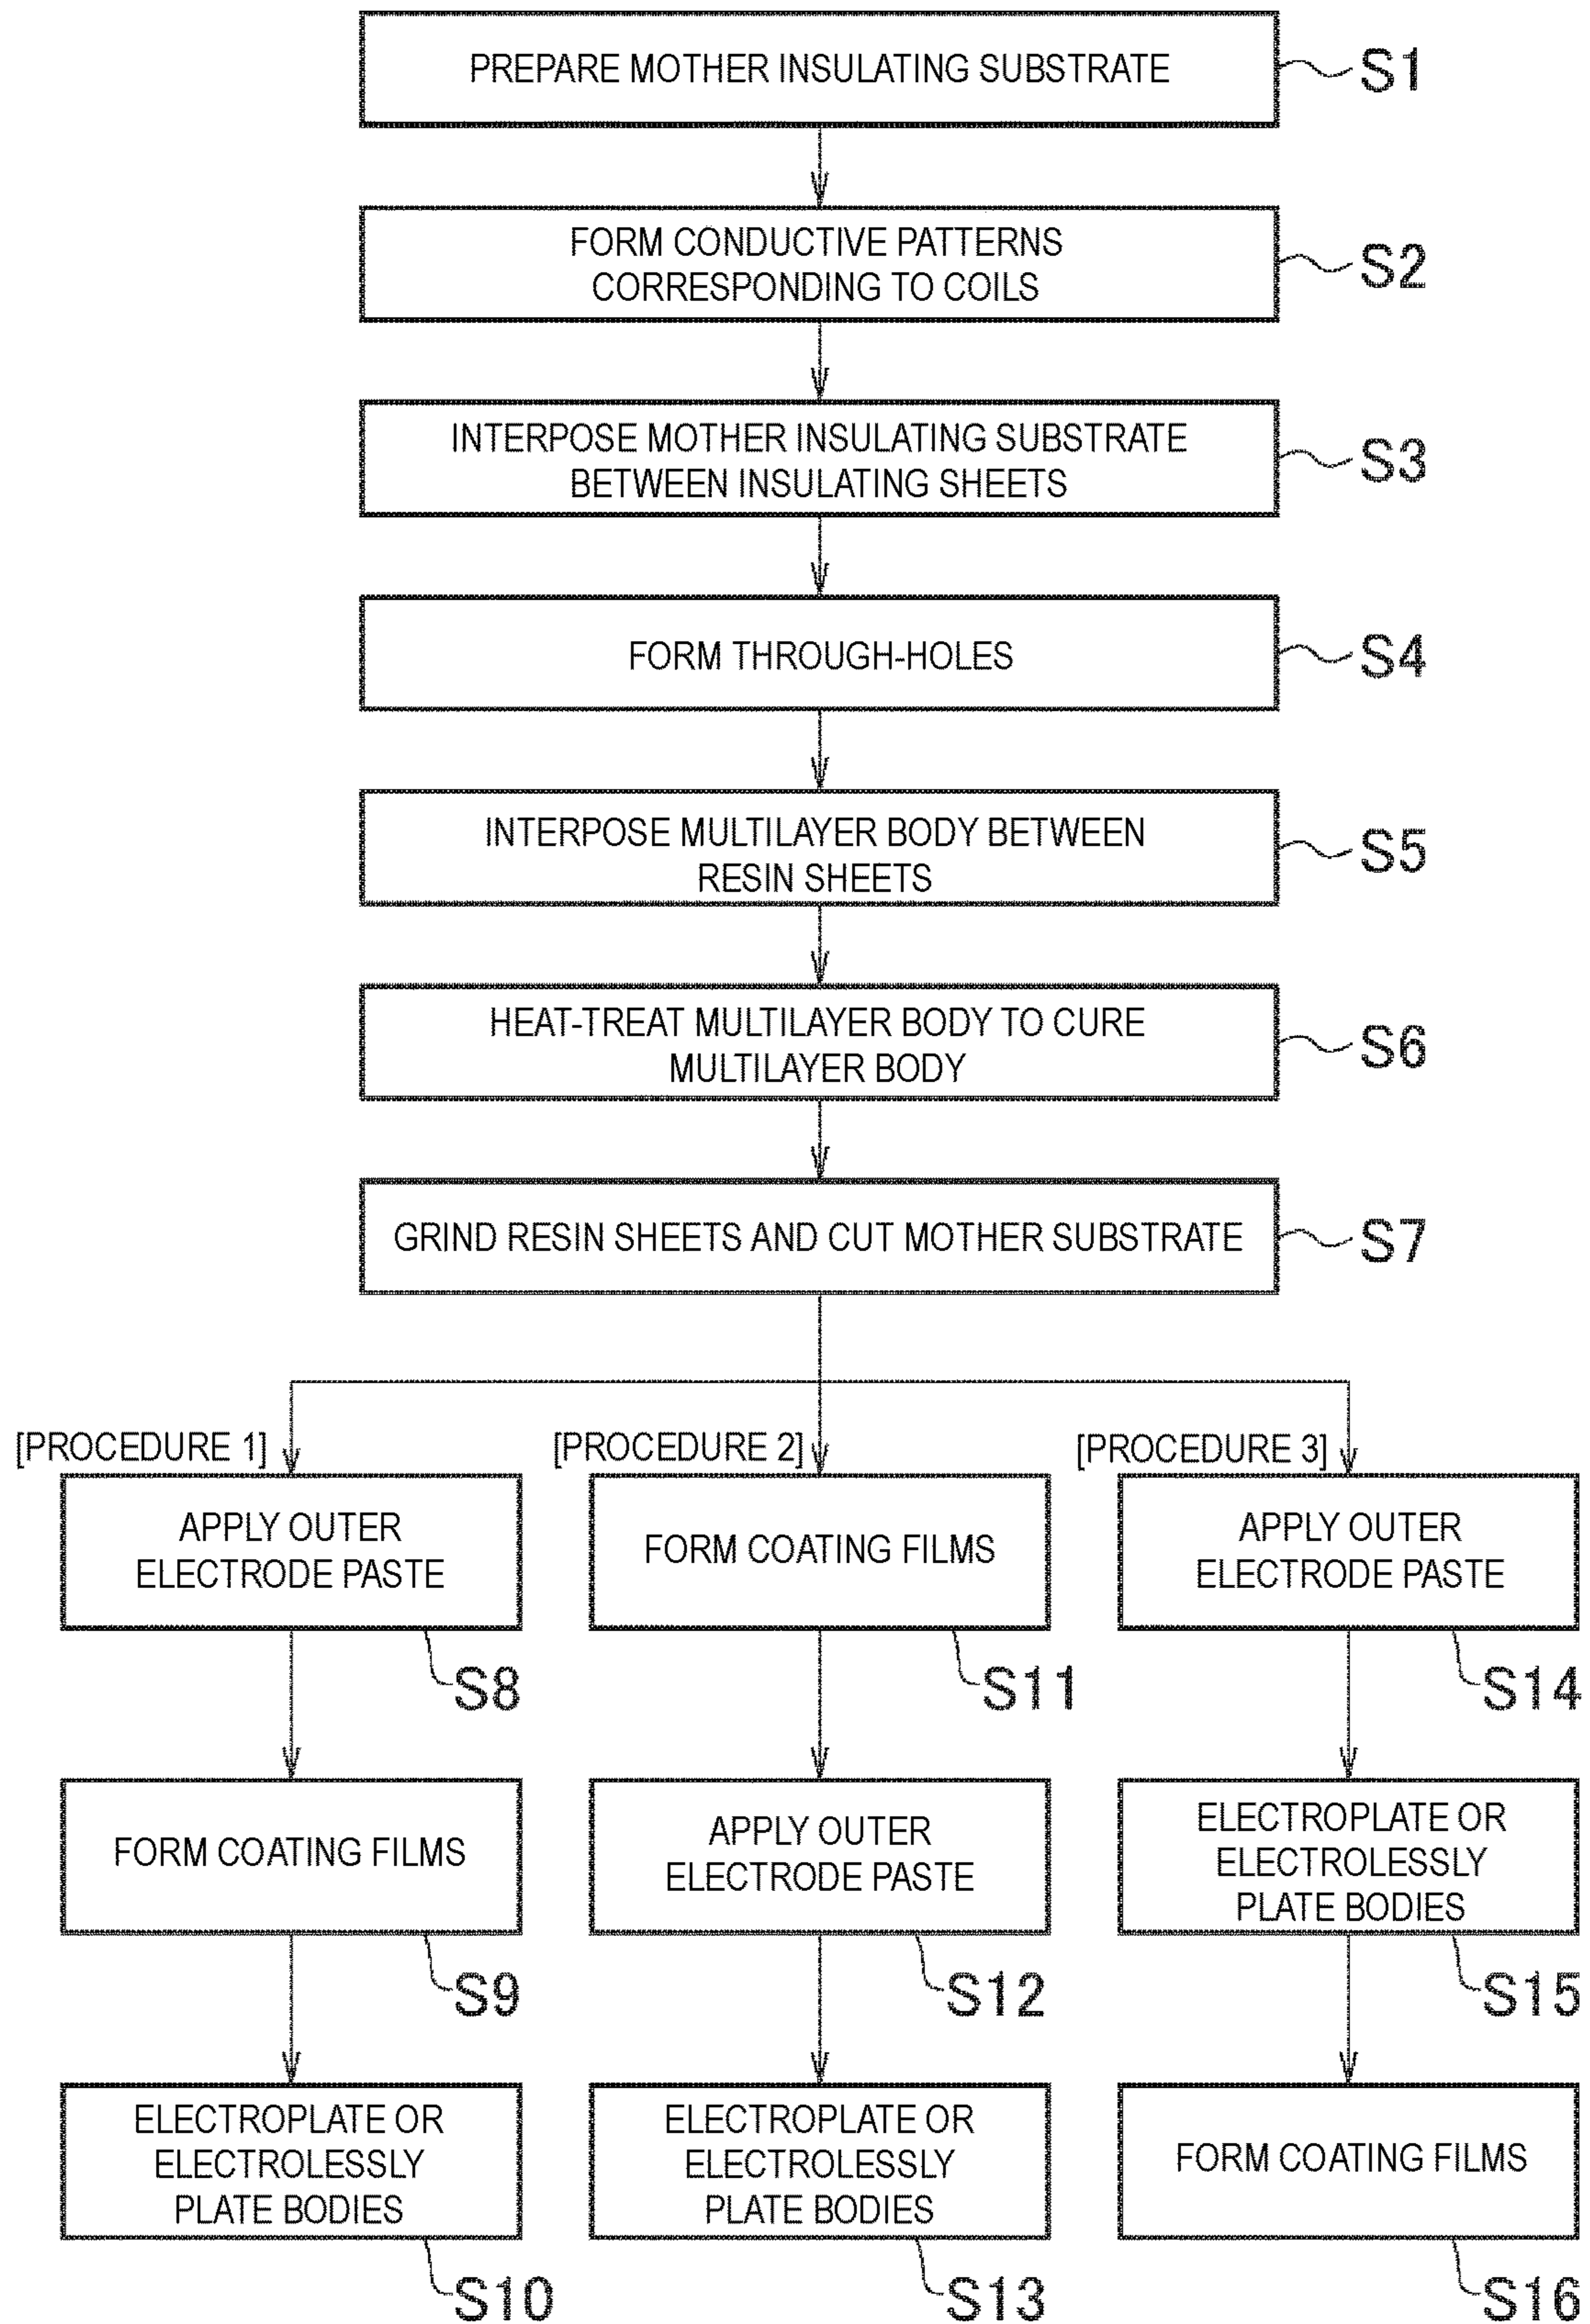 PREPARE MOTHER INSULATING SUBSTRATE
S1
FORM CONDUCTIVE PATTERNS
CORRESPONDING TO COILS
S2
INTERPOSE MOTHER INSULATING SUBSTRATE
BETWEEN INSULATING SHEETS
S3
FORM THROUGH-HOLES
S4
INTERPOSE MULTILAYER BODY BETWEEN
RESIN SHEETS
S5
HEAT-TREAT MULTILAYER BODY TO CURE
MULTILAYER BODY
S6
GRIND RESIN SHEETS AND CUT MOTHER SUBSTRATE
S7
[PROCEDURE 1]
APPLY OUTER
ELECTRODE PASTE
S8
FORM COATING FILMS
S9
ELECTROPLATE OR
ELECTROLESSLY
PLATE BODIES
S10
[PROCEDURE 2]
FORM COATING FILMS
S11
APPLY OUTER
ELECTRODE PASTE
S12
ELECTROPLATE OR
ELECTROLESSLY
PLATE BODIES
S13
[PROCEDURE 3]
APPLY OUTER
ELECTRODE PASTE
S14
ELECTROPLATE OR
ELECTROLESSLY
PLATE BODIES
S15
FORM COATING FILMS
S16